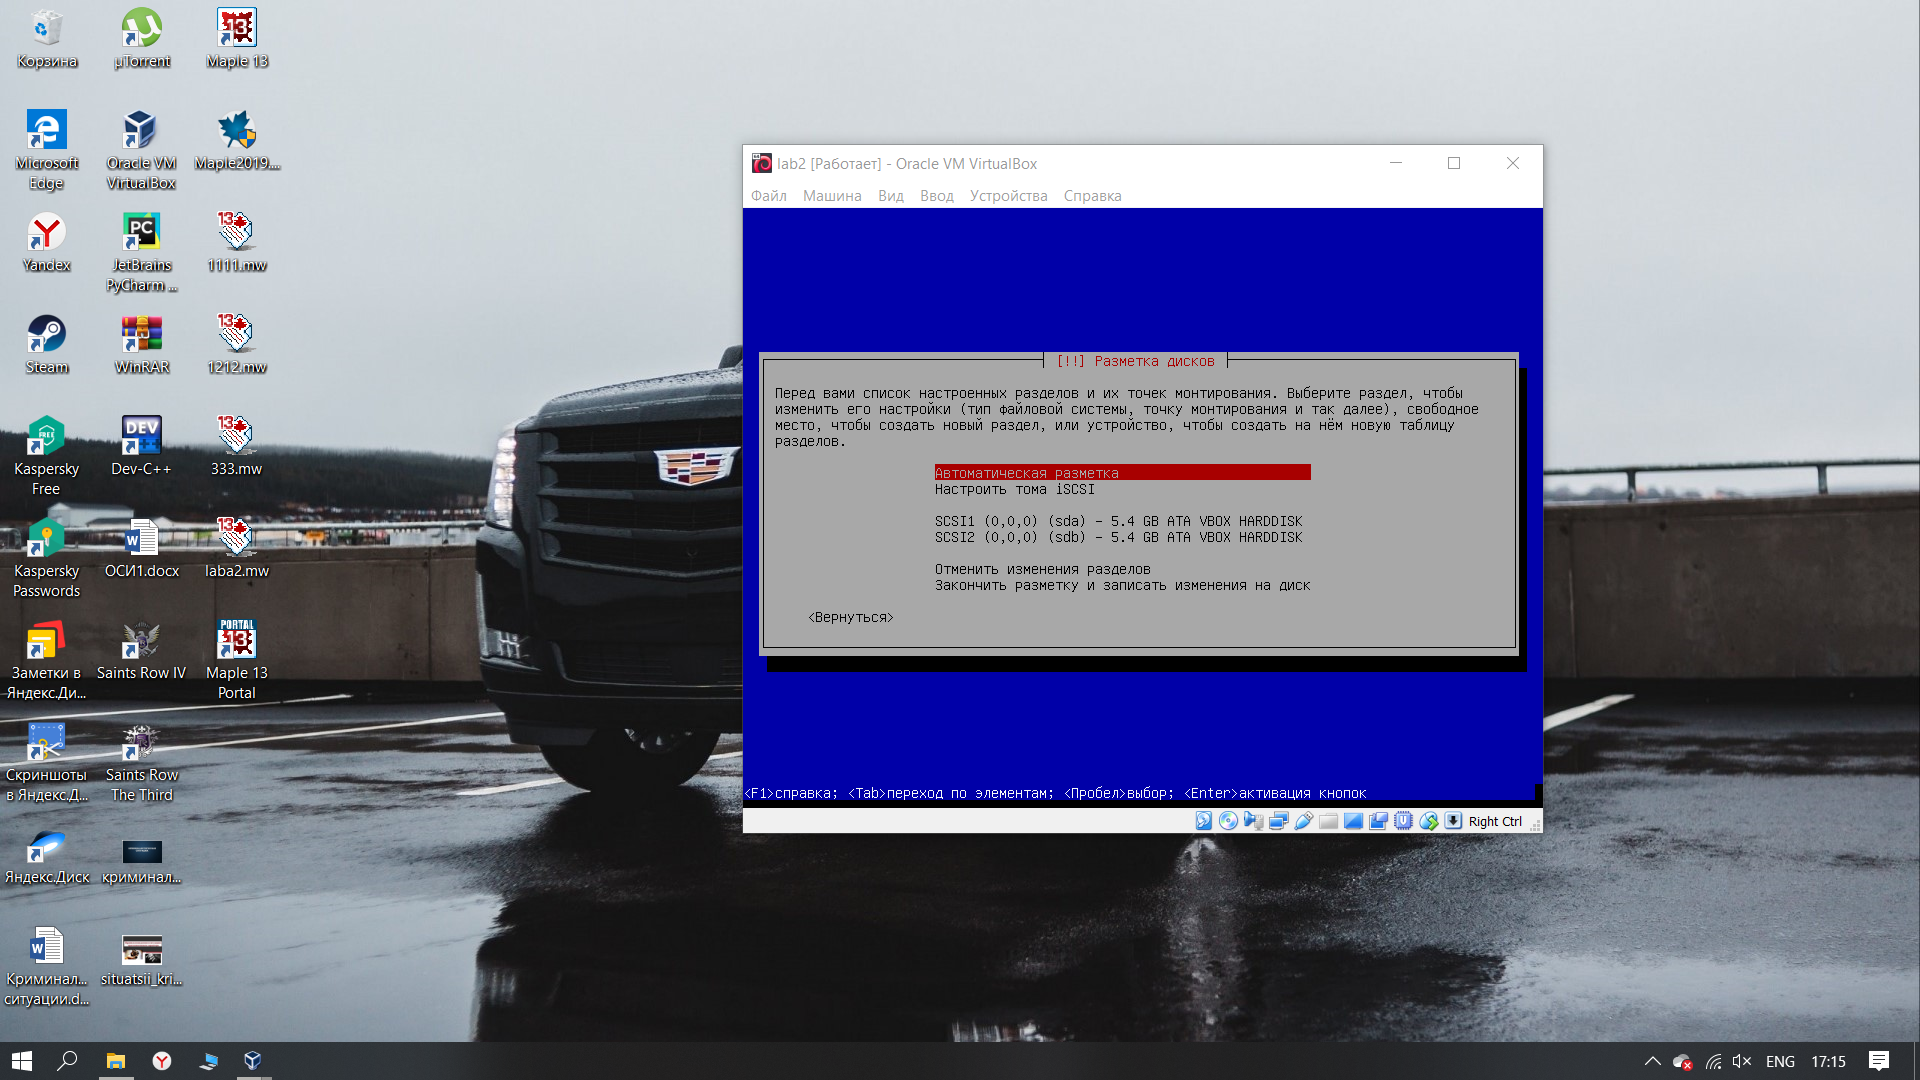 Корзина
µTorrent
Maple 13
Microsoft
Edge
Oracle VM
VirtualBox
Maple2019....
Yandex
JetBrains
PyCharm ...
1111.mw
Steam
WinRAR
1212.mw
Kaspersky
Free
Dev-C++
333.mw
Kaspersky
Passwords
ОСИ1.docx
laba2.mw
Заметки в
Яндекс.Ди...
Saints Row IV
Maple 13
Portal
Скриншоты
в Яндекс.Д...
Saints Row
The Third
Яндекс.Диск
криминал...
Криминал...
ситуации.d...
situatsii_kri...
lab2 [Работает] - Oracle VM VirtualBox
Файл Машина Вид Ввод Устройства Справка
[!!] Разметка дисков
Перед вами список настроенных разделов и их точек монтирования. Выберите раздел, чтобы
изменить его настройки (тип файловой системы, точку монтирования и так далее), свободное
место, чтобы создать новый раздел, или устройство, чтобы создать на нём новую таблицу
разделов.
Автоматическая разметка
Настроить тома iSCSI
SCSI1 (0,0,0) (sda) - 5.4 GB ATA VBOX HARDDISK
SCSI2 (0,0,0) (sdb) - 5.4 GB ATA VBOX HARDDISK
Отменить изменения разделов
Закончить разметку и записать изменения на диск
<Вернуться>
<F1>справка; <Tab>переход по элементам; <Пробел>выбор; <Enter>активация кнопок
Right Ctrl
ENG 17:15